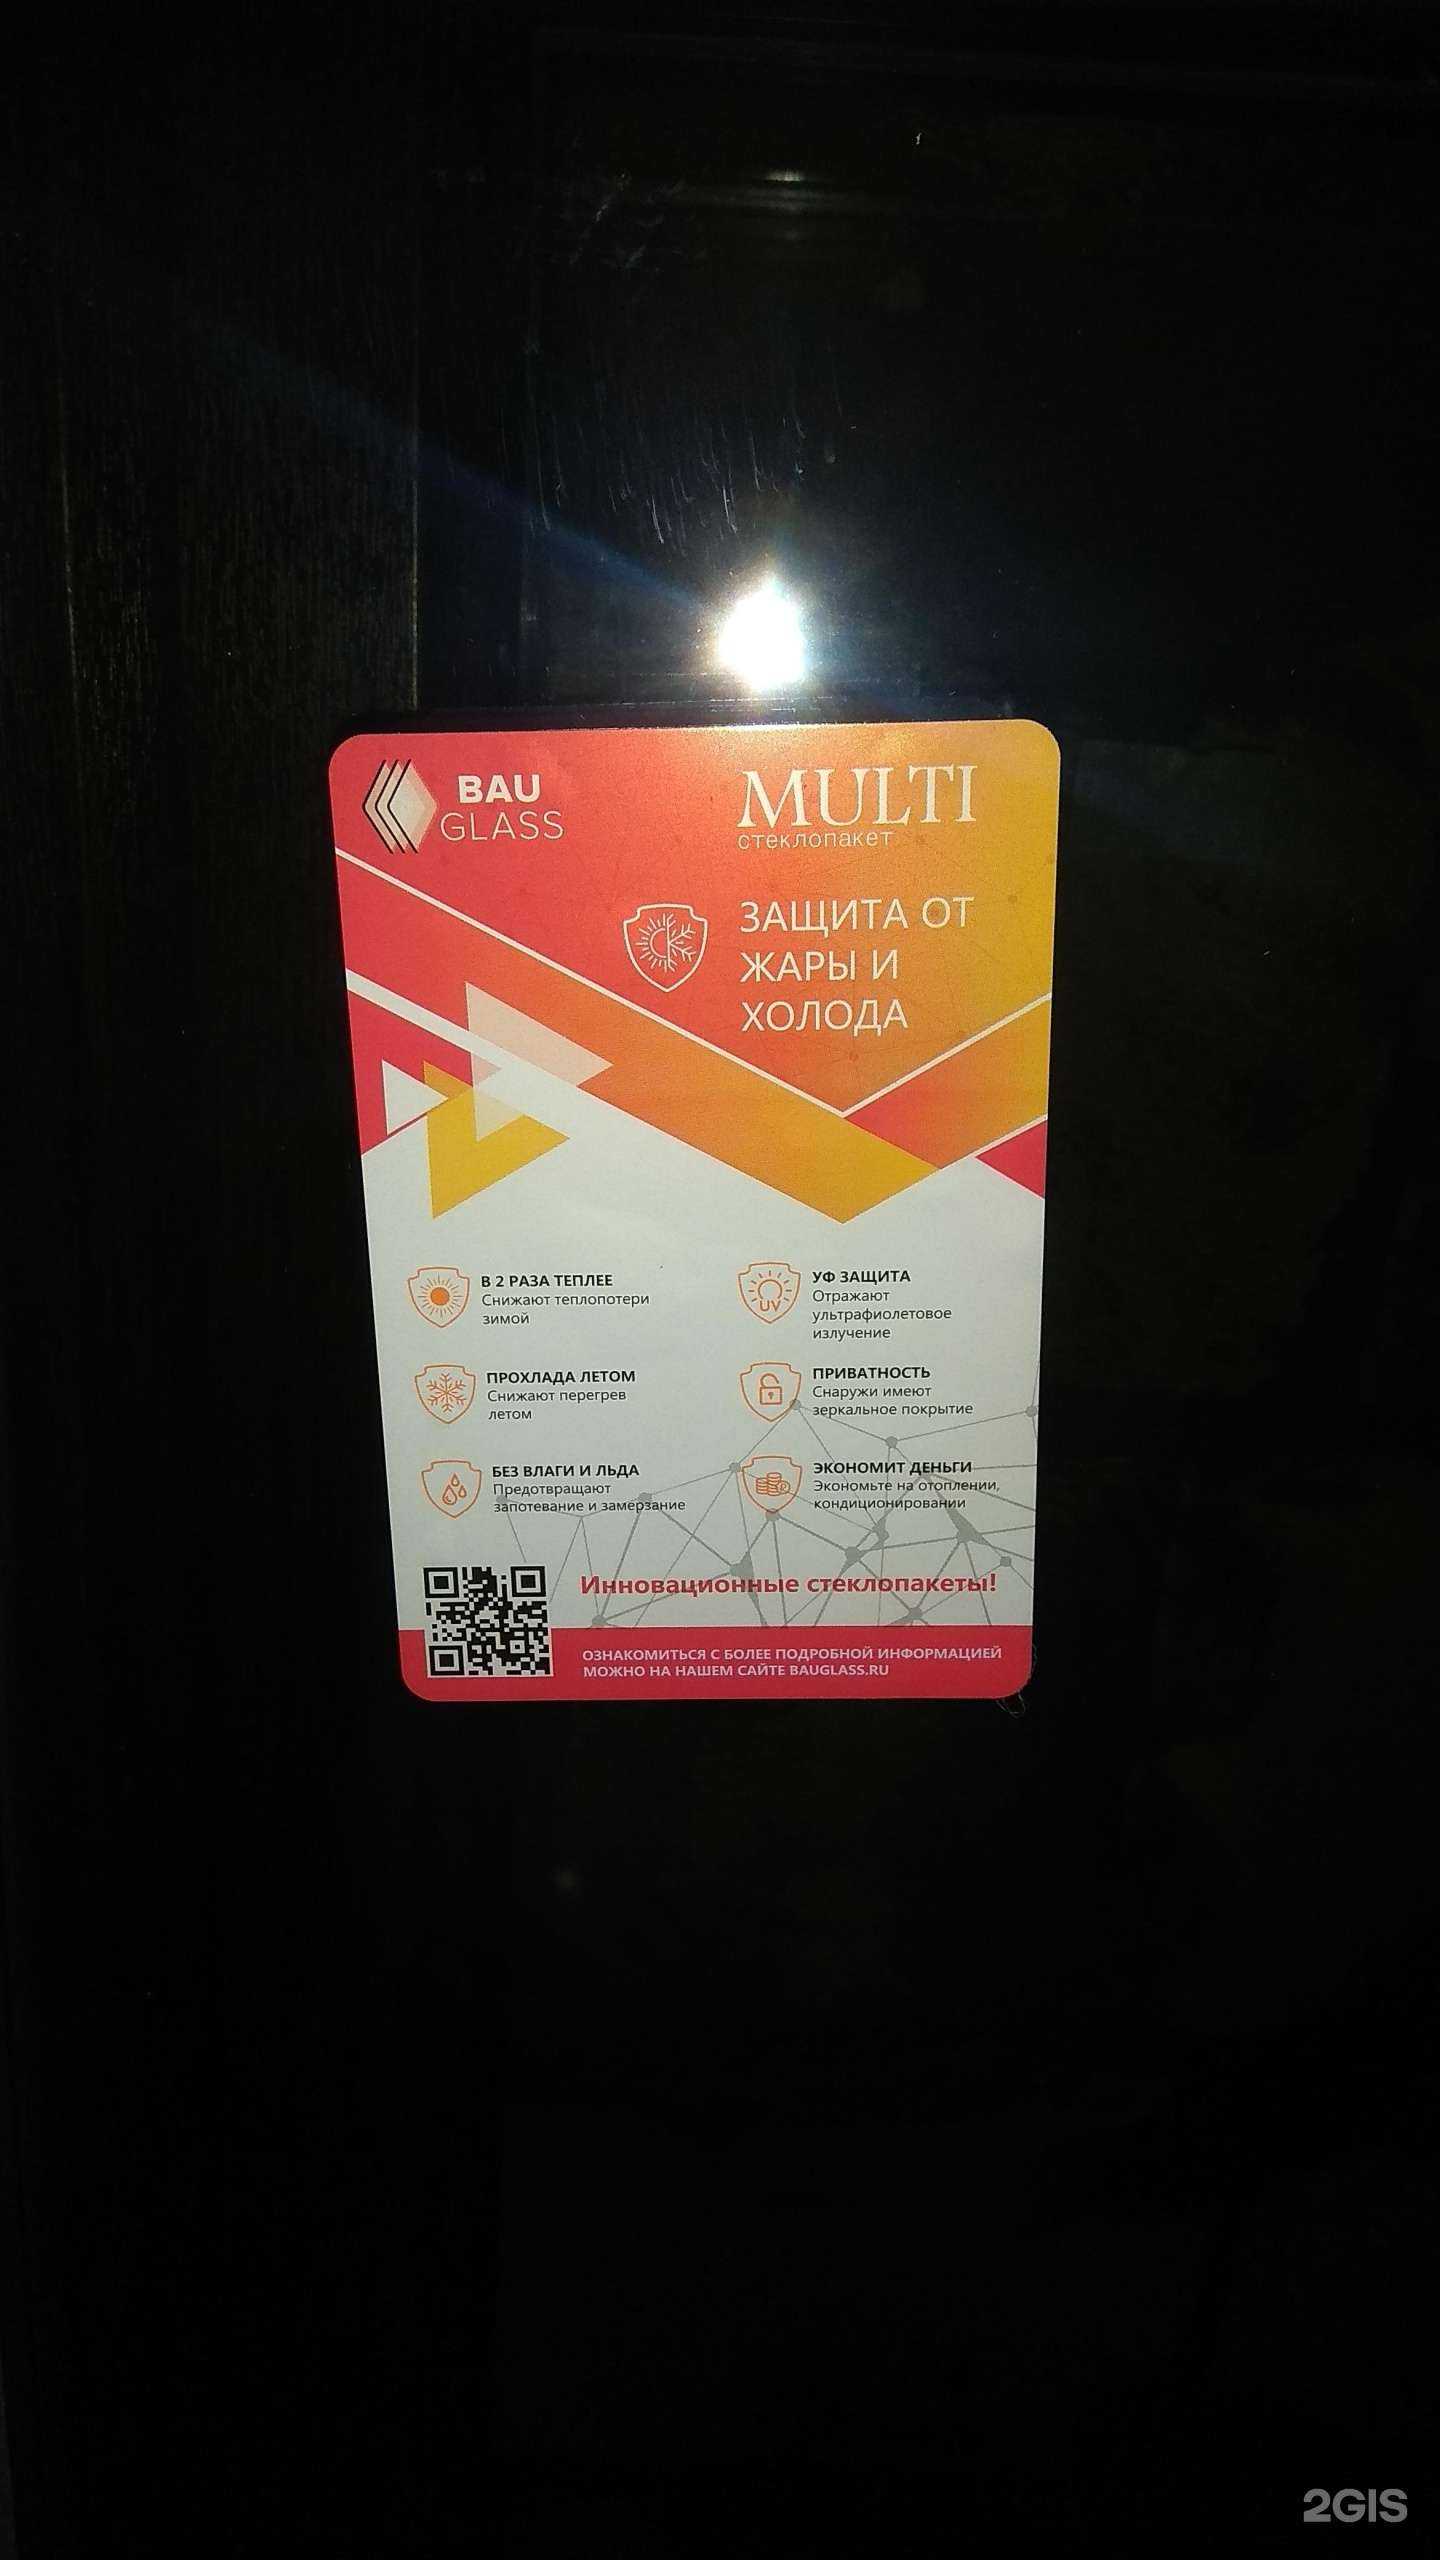 BAU
GLASS
MULTI
стеклопакет
ЗАЩИТА ОТ
ЖАРЫ И
ХОЛОДА
В 2 РАЗА ТЕПЛЕЕ
Снижают теплопотери
зимой
УФ ЗАЩИТА
Отражают
ультрафиолетовое
излучение
UV
ПРОХЛАДА ЛЕТОМ
Снижают перегрев
летом
ПРИВАТНОСТЬ
Снаружи имеют
зеркальное покрытие
БЕЗ ВЛАГИ И ЛЬДА
Предотвращают
запотевание и замерзание
ЭКОНОМИТ ДЕНЬГИ
Экономьте на отоплении,
кондиционировании
Инновационные стеклопакеты!
ОЗНАКОМИТЬСЯ С БОЛЕЕ ПОДРОБНОЙ ИНФОРМАЦИЕЙ
МОЖНО НА НАШЕМ САЙТЕ BAUGLASS.RU
2GIS